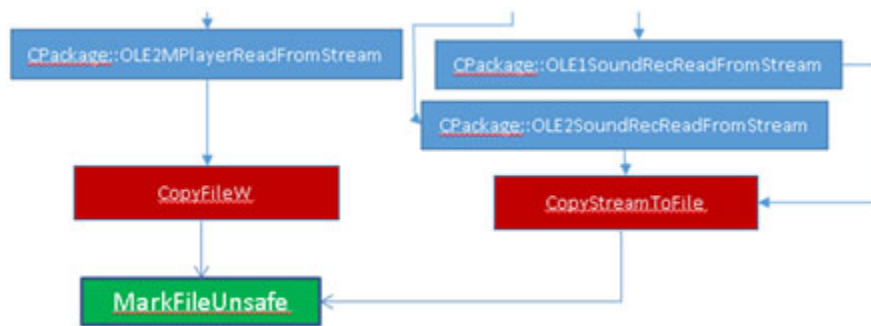 CPackage::OLE2MPlayerReadFromStream
CPackage::OLE1SoundRecReadFromStream
CPackage::OLE2SoundRecReadFromStream
CopyFileW
CopyStreamToFile
MarkFileUnsafe